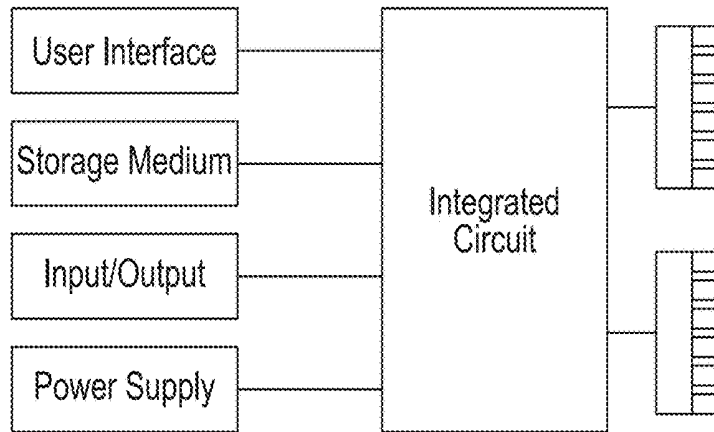 User Interface
Storage Medium
Input/Output
Power Supply
Integrated
Circuit